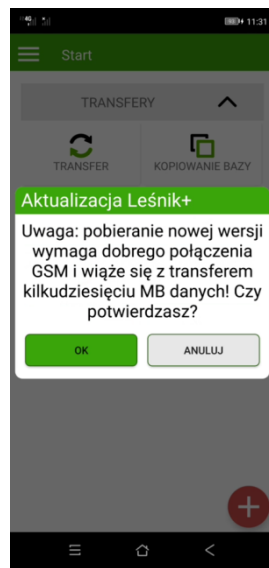 4G 11:31
Start
TRANSFERY
TRANSFER KOPIOWANIE BAZY
Aktualizacja Leśnik+
Uwaga: pobieranie nowej wersji
wymaga dobrego połączenia
GSM i wiąże się z transferem
kilkudziesięciu MB danych! Czy
potwierdzasz?
OK ANULUJ